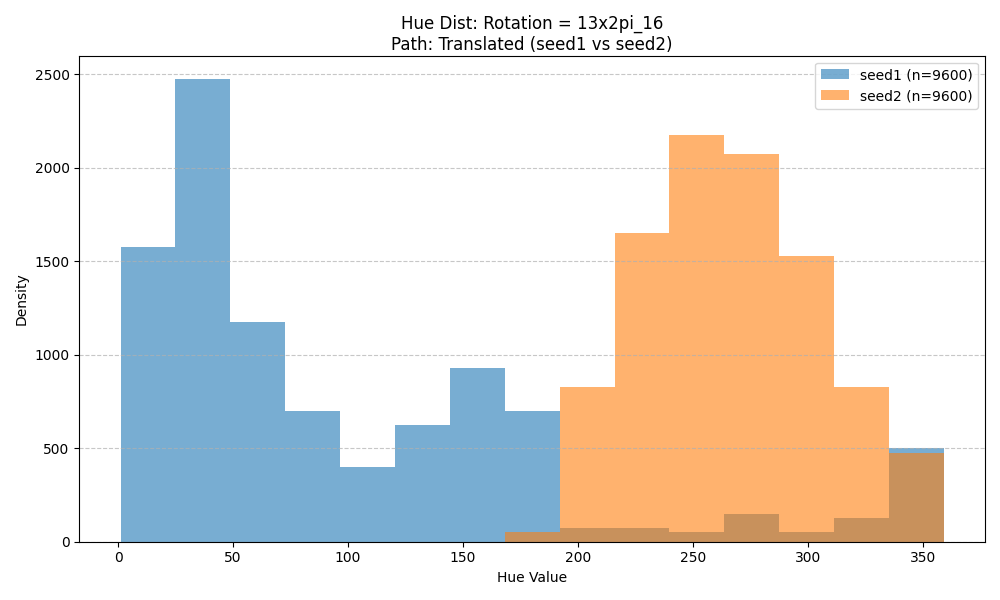 Hue Dist: Rotation = 13x2pi_16
Path: Translated (seed1 vs seed2)
seed1 (n=9600)
seed2 (n=9600)
Density
2500
2000
1500
1000
500
0
0 50 100 150 200 250 300 350
Hue Value